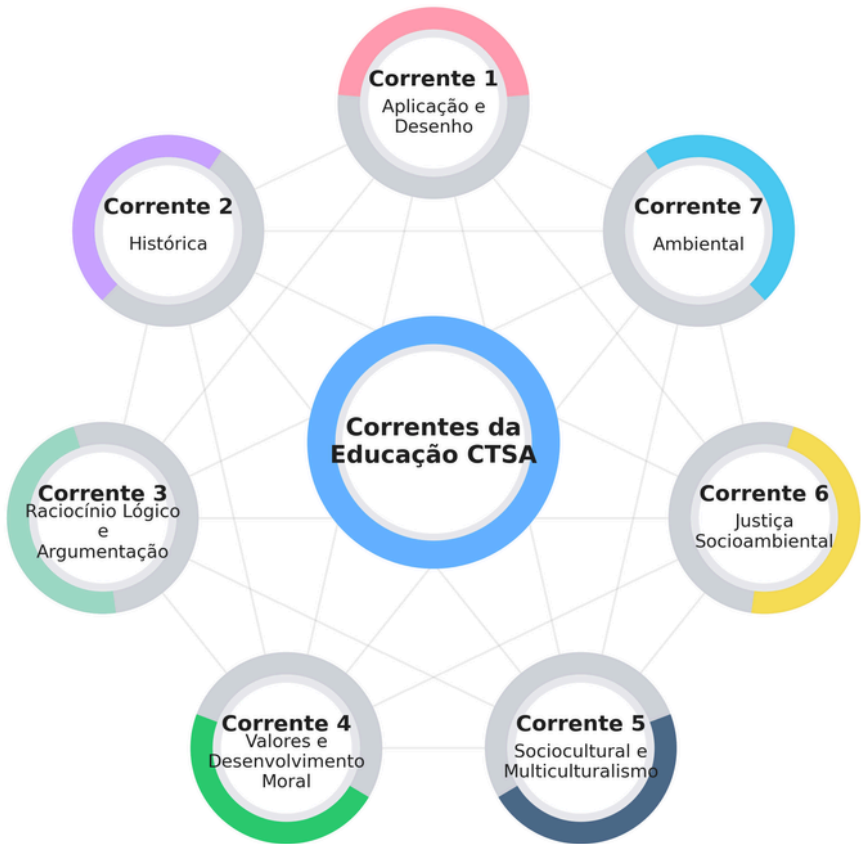 Corrente 1
Aplicação e
Desenho
Corrente 2
Histórica
Corrente 7
Ambiental
Correntes da
Educação CTSA
Corrente 3
Raciocínio Lógico
e
Argumentação
Corrente 6
Justiça
Socioambiental
Corrente 4
Valores e
Desenvolvimento
Moral
Corrente 5
Sociocultural e
Multiculturalismo